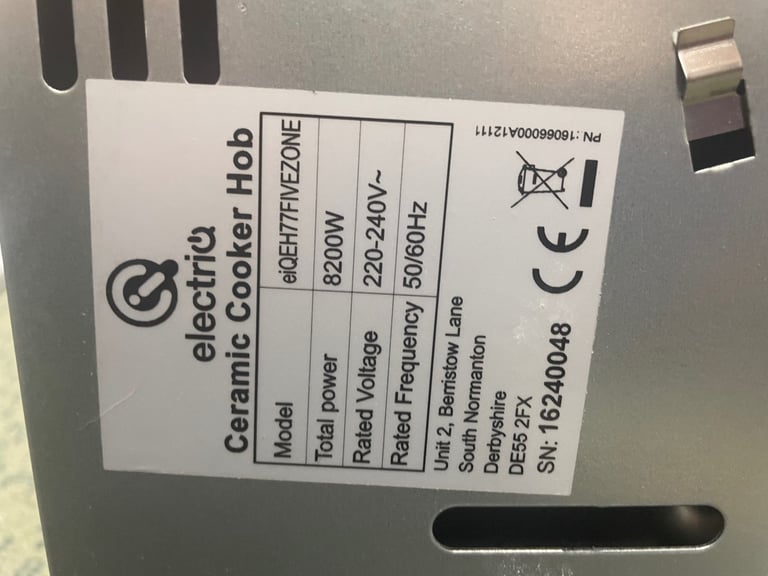 electriQ
Ceramic Cooker Hob
Model eiQEH77FIVEZONE
Total power 8200W
Rated Voltage 220-240V~
Rated Frequency 50/60Hz
Unit 2, Berristow Lane
South Normanton
Derbyshire
DE55 2FX
SN: 16240048
CE
PN: 16066000A12111